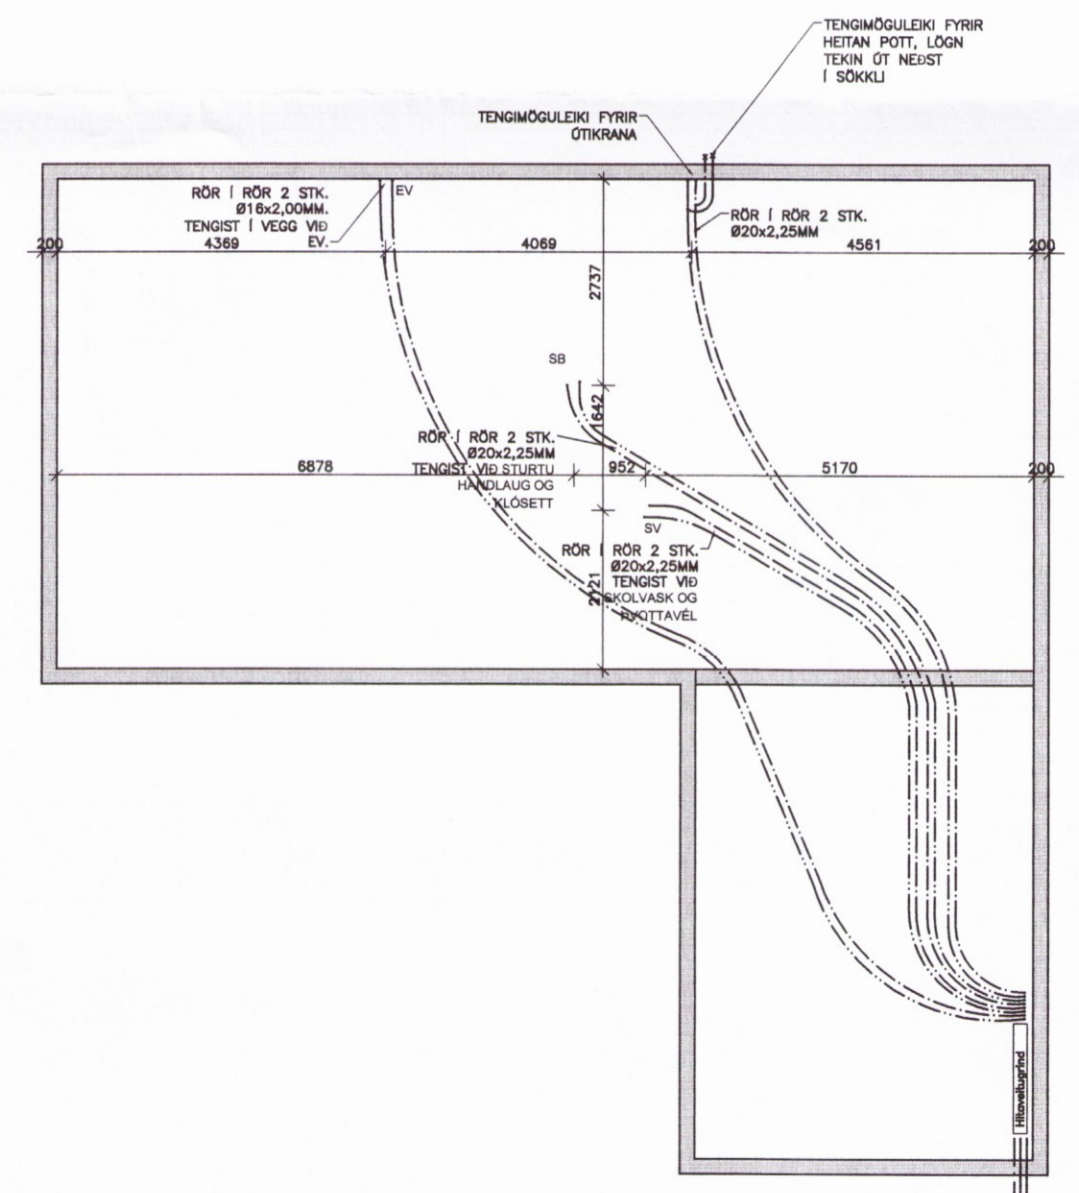 TENGIMÖGULEIKI FYRIR
HEITAN POTT, LÖGN
TEKIN ÚT NEÐST
Í SÖKKLI
TENGIMÖGULEIKI FYRIR
ÚTIKRANA
RÖR Í RÖR 2 STK.
Ø16x2,00MM.
TENGIST Í VEGG VIÐ
EV.
EV
RÖR Í RÖR 2 STK.
Ø20x2,25MM
200
4369
4069
4561
200
2737
SB
1642
RÖR Í RÖR 2 STK.
Ø20x2,25MM
TENGIST VIÐ STURTU
HANDLAUG OG
KLÓSETT
6878
952
5170
200
SV
RÖR Í RÖR 2 STK.
Ø20x2,25MM
TENGIST VIÐ
SKOLVASK OG
ÞVOTTAVÉL
2121
Hitaveitugrind